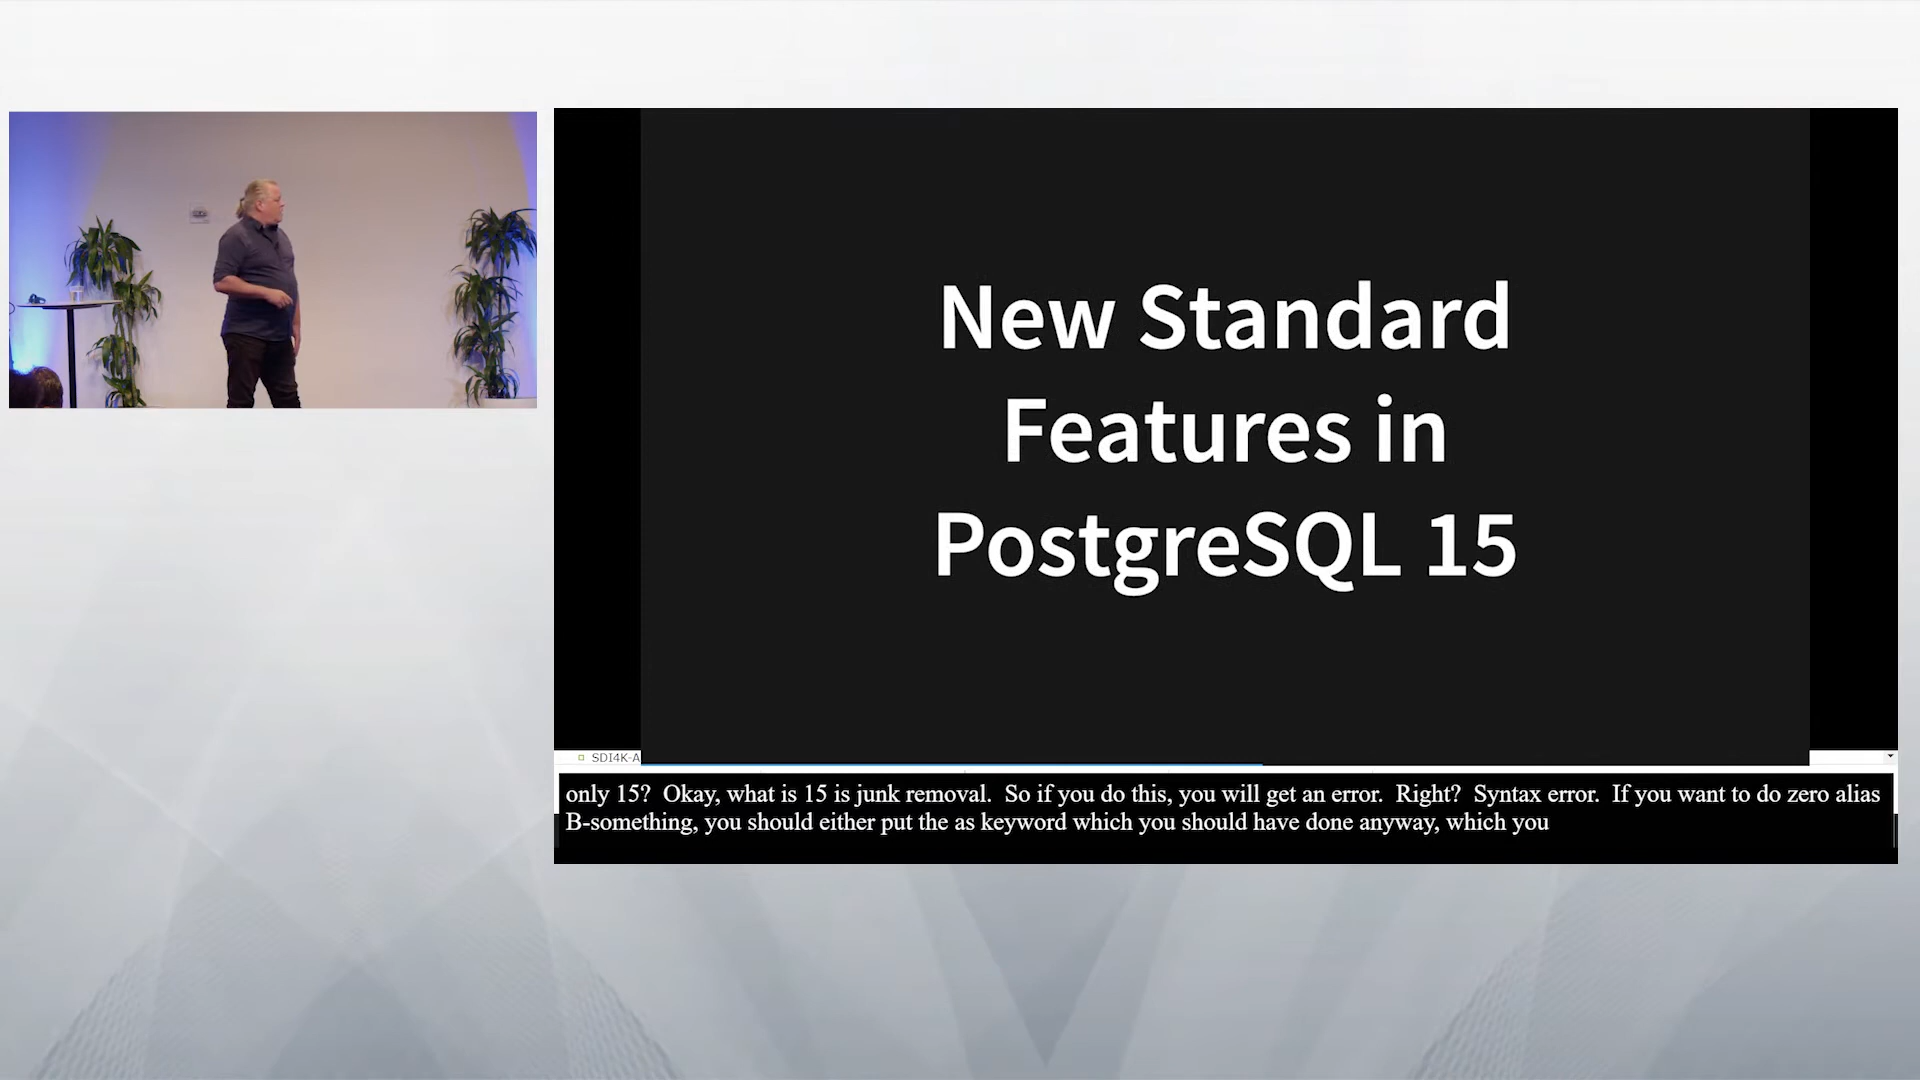 New Standard
Features in
PostgreSQL 15
SDI4K-A
only 15? Okay, what is 15 is junk removal. So if you do this, you will get an error. Right? Syntax error. If you want to do zero alias
B-something, you should either put the as keyword which you should have done anyway, which you